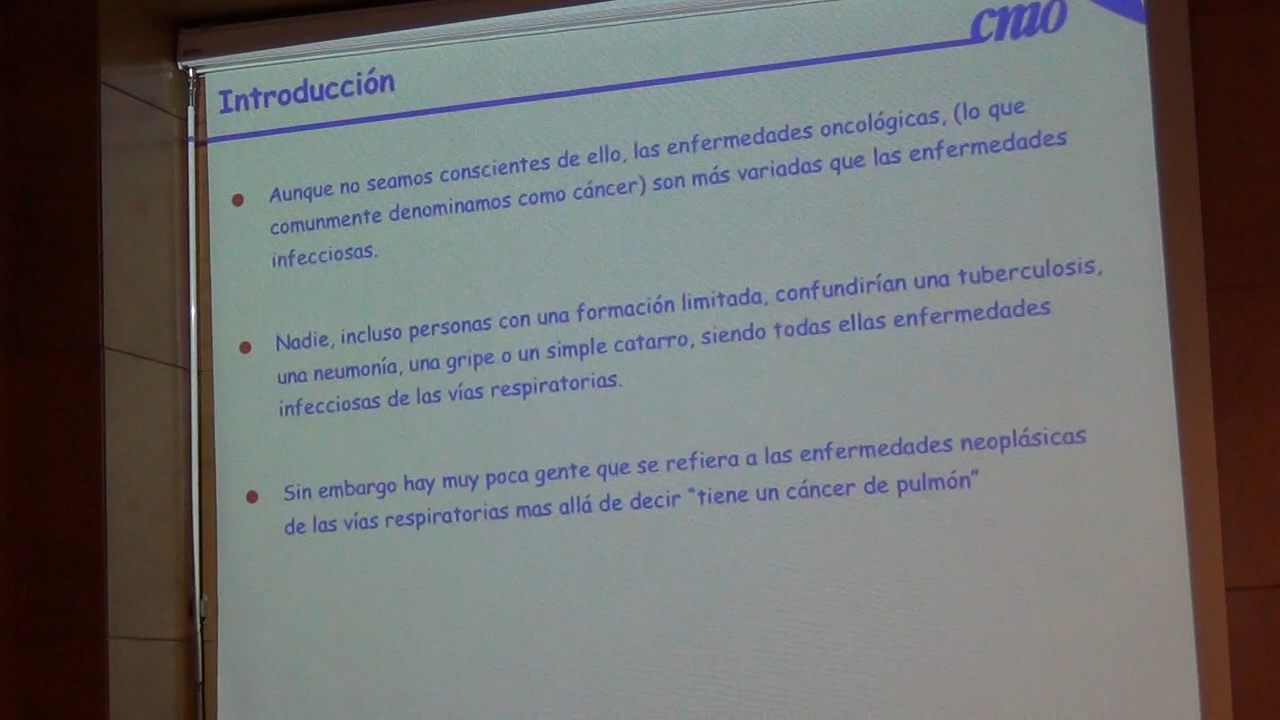 cnio
Introducción
Aunque no seamos conscientes de ello, las enfermedades oncológicas, (lo que
comunmente denominamos como cáncer) son más variadas que las enfermedades
infecciosas.
Nadie, incluso personas con una formación limitada, confundirían una tuberculosis,
una neumonía, una gripe o un simple catarro, siendo todas ellas enfermedades
infecciosas de las vías respiratorias.
Sin embargo hay muy poca gente que se refiera a las enfermedades neoplásicas
de las vías respiratorias mas allá de decir "tiene un cáncer de pulmón"